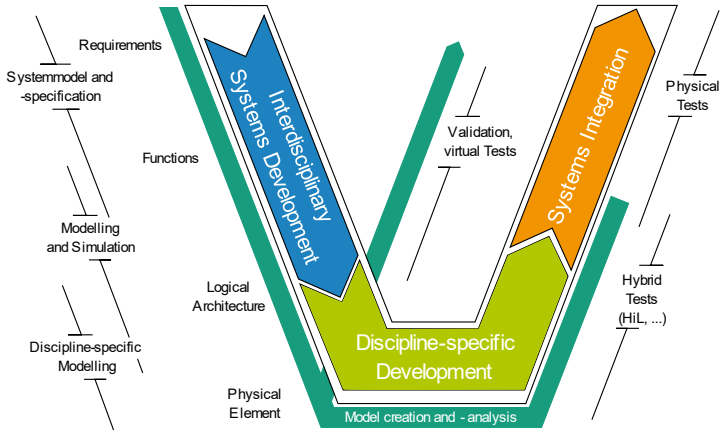 Requirements
Systemmodel and
-specification
Functions
Modelling
and Simulation
Logical
Architecture
Discipline-specific
Modelling
Physical
Element
Interdisciplinary
Systems Development
Discipline-specific
Development
Model creation and - analysis
Validation,
virtual Tests
Systems Integration
Physical
Tests
Hybrid
Tests
(HiL, ...)